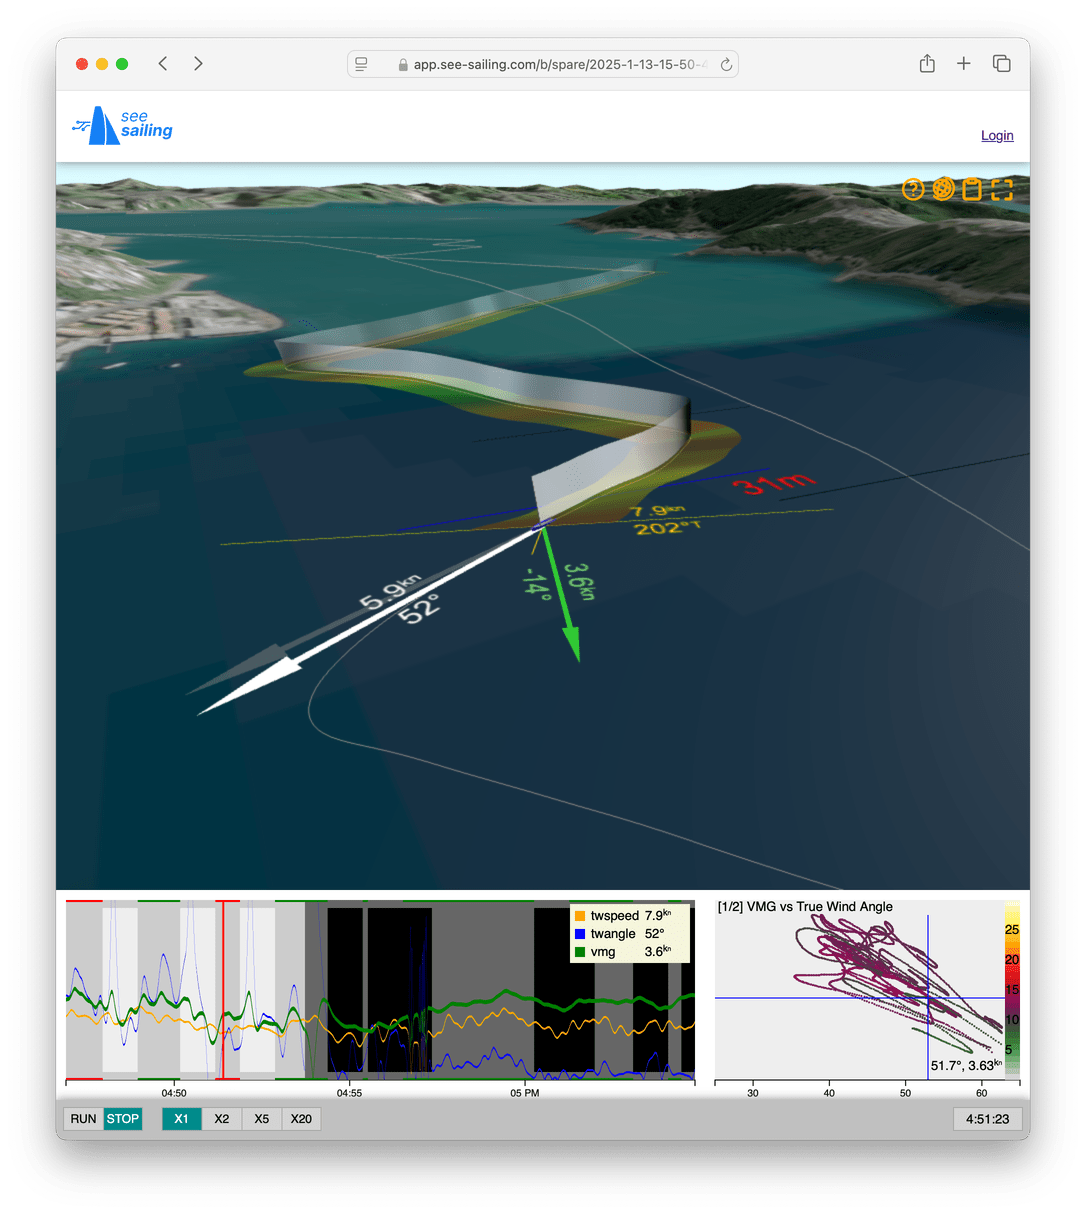 app.see-sailing.com/b/spare/2025-1-13-15-50-4
see
sailing
Login
?
31m
7.9kn
202°T
5.9kn
52°
3.6kn
-14°
twspeed 7.9kn
twangle 52°
vmg 3.6kn
04:50 04:55 05 PM
[1/2] VMG vs True Wind Angle
25
20
15
10
5
51.7°, 3.63kn
30 40 50 60
RUN STOP X1 X2 X5 X20 4:51:23